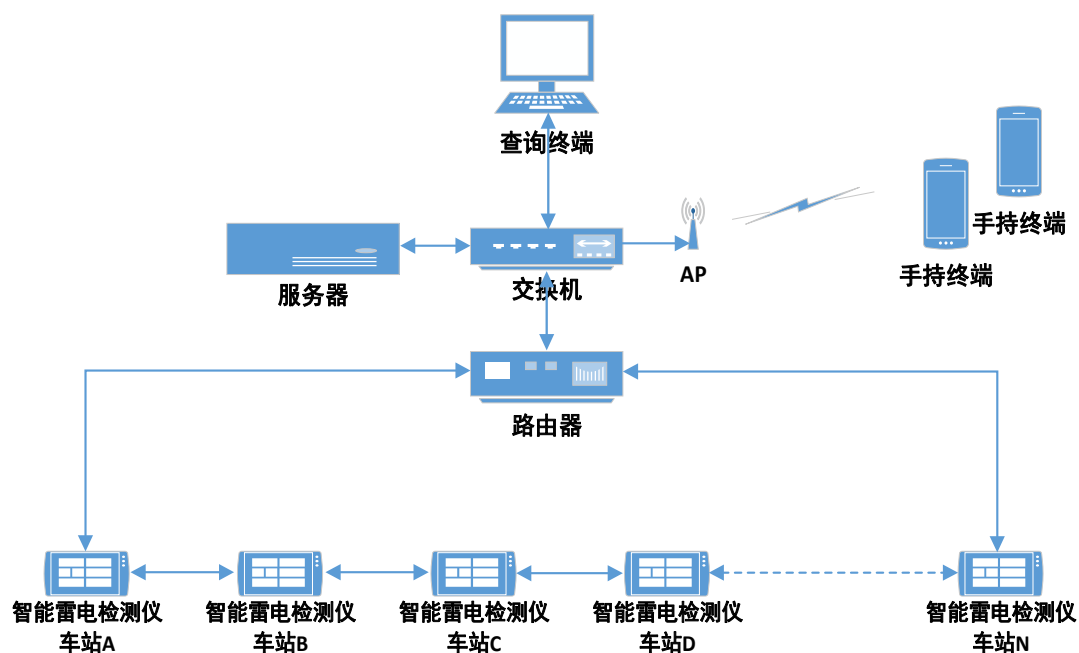 查询终端
手持终端
手持终端
AP
服务器
交换机
路由器
智能雷电检测仪
车站A
智能雷电检测仪
车站B
智能雷电检测仪
车站C
智能雷电检测仪
车站D
智能雷电检测仪
车站N